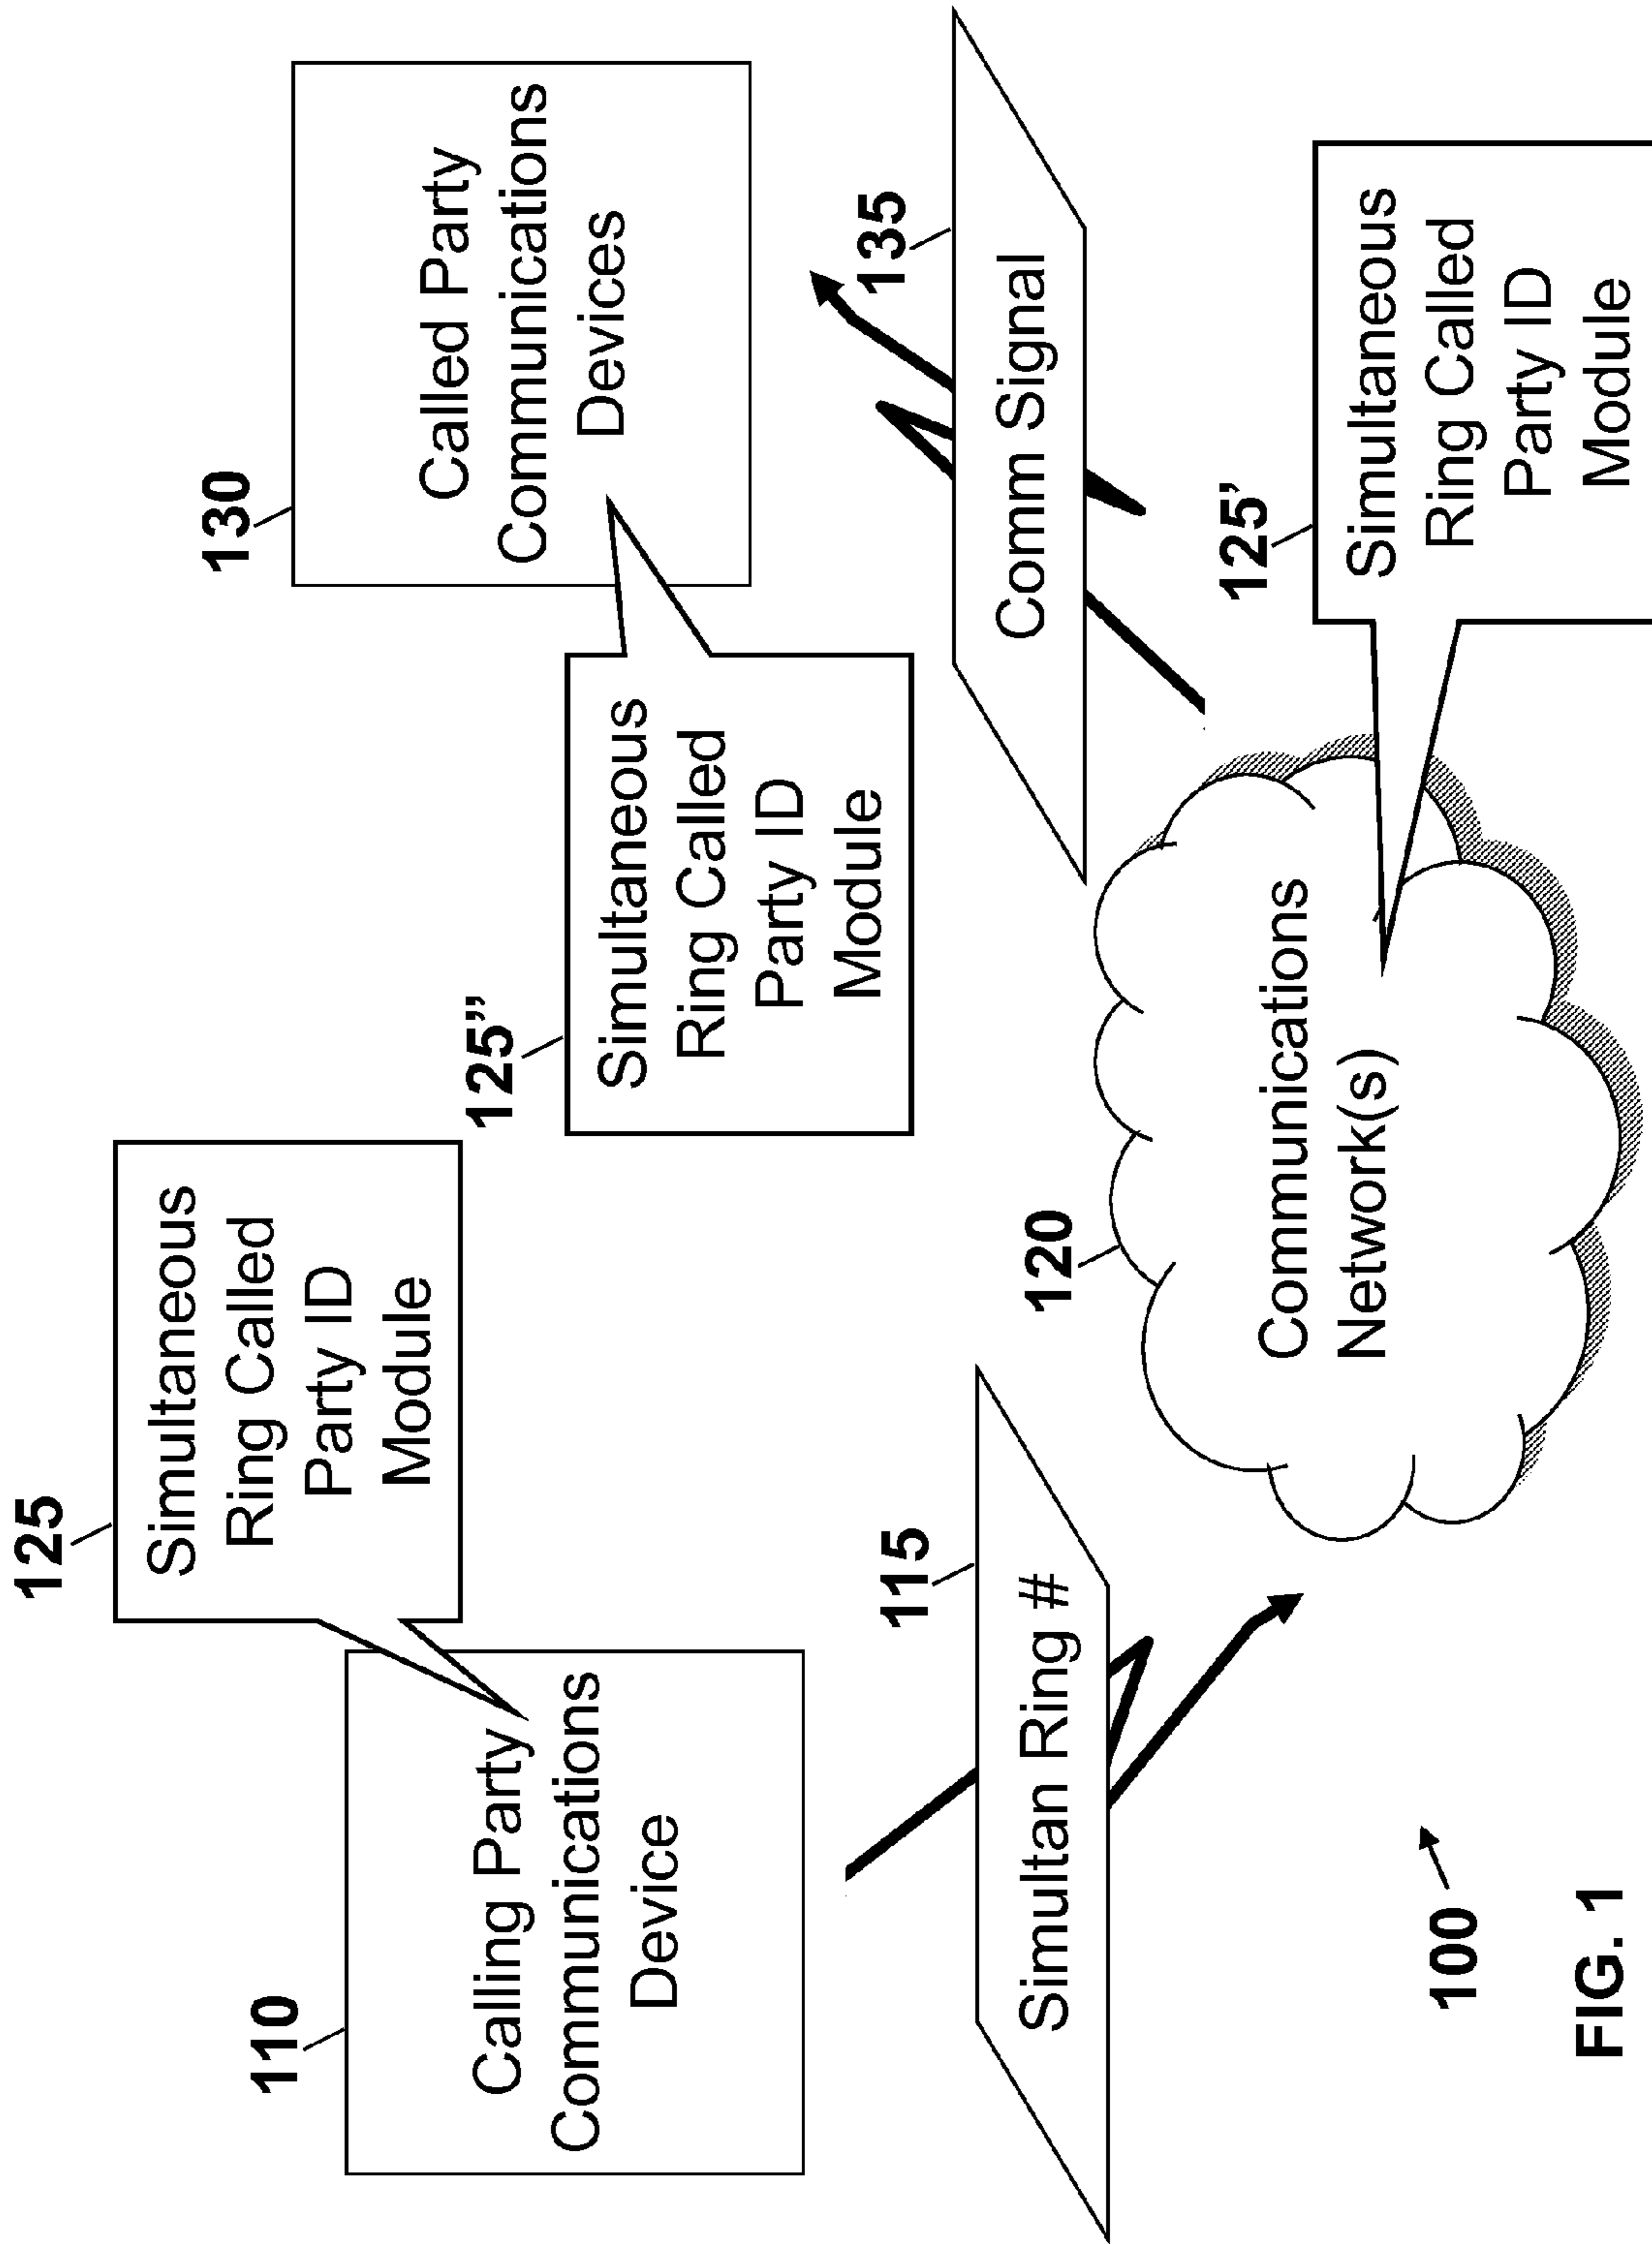 125
Simultaneous
Ring Called
Party ID
Module
110
Calling Party
Communications
Device
125”
Simultaneous
Ring Called
Party ID
Module
130
Called Party
Communications
Devices
115
Simultan Ring #
120
Communications
Network(s)
135
Comm Signal
125’
Simultaneous
Ring Called
Party ID
Module
100
FIG. 1